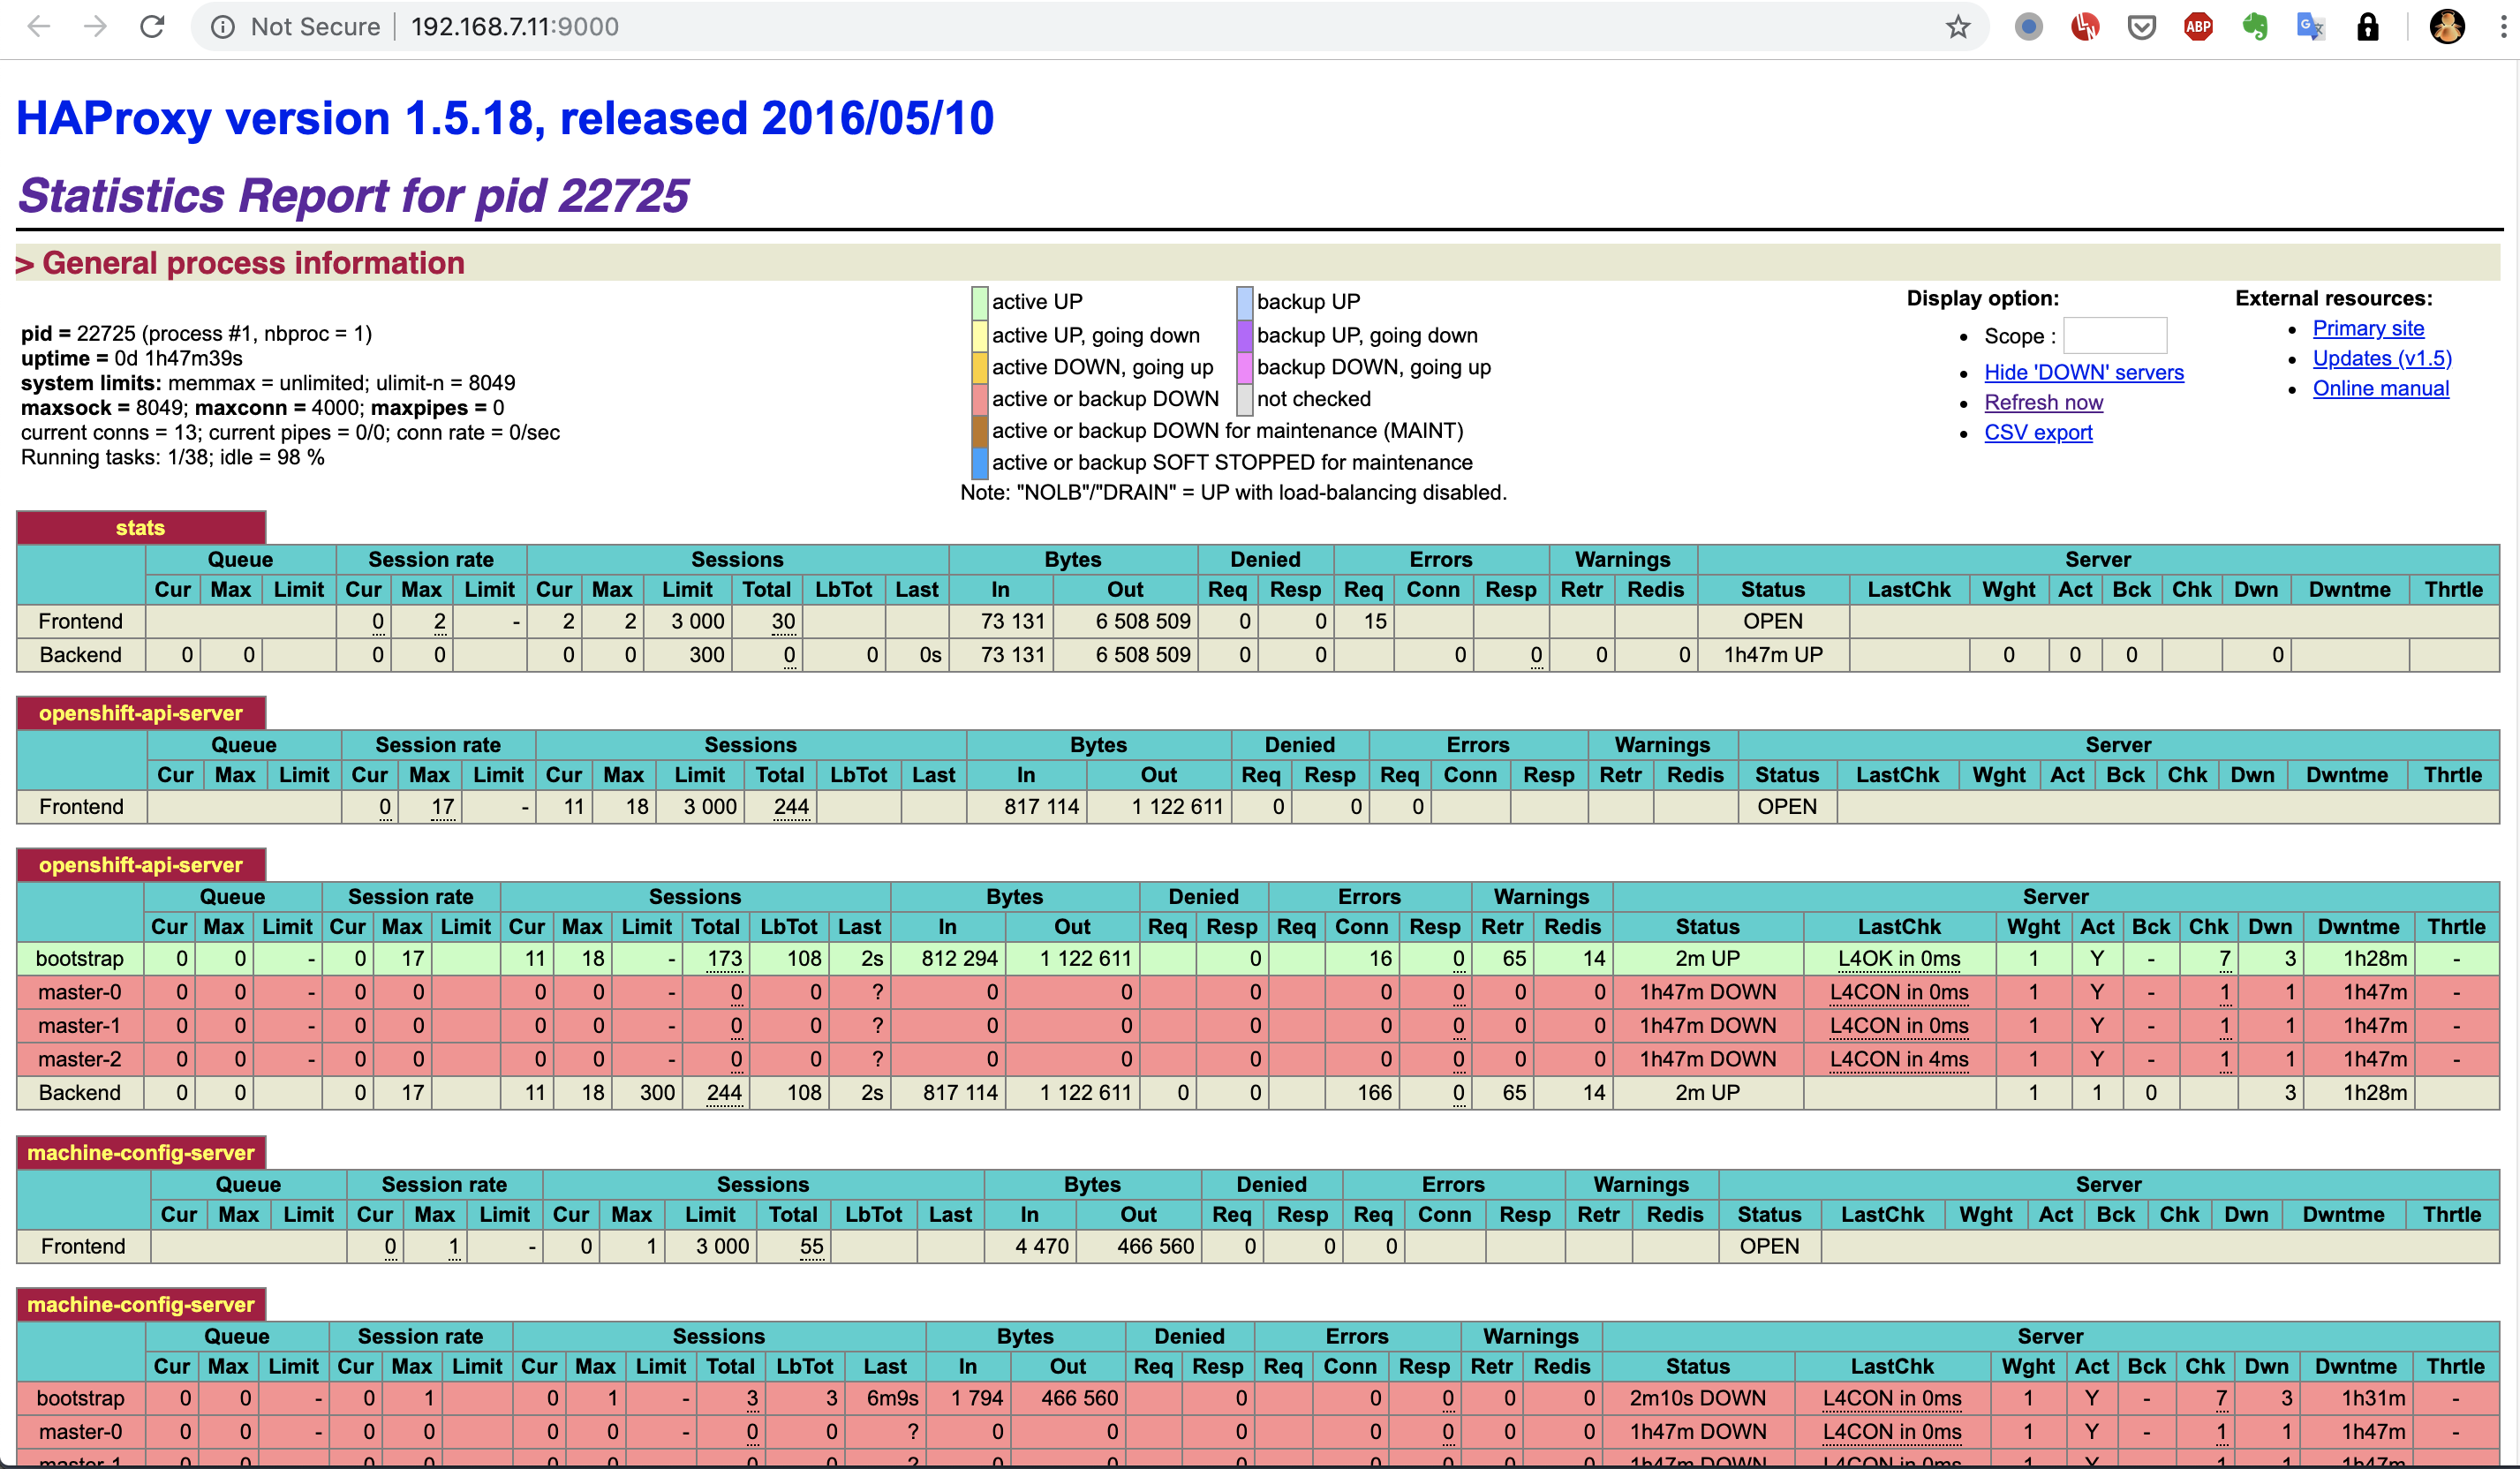 Not Secure 192.168.7.11:9000
ABP
HAProxy version 1.5.18, released 2016/05/10
Statistics Report for pid 22725
> General process information
pid = 22725 (process #1, nbproc = 1)
uptime = 0d 1h47m39s
system limits: memmax = unlimited; ulimit-n = 8049
maxsock = 8049; maxconn = 4000; maxpipes = 0
current conns = 13; current pipes = 0/0; conn rate = 0/sec
Running tasks: 1/38; idle = 98 %
active UP backup UP
active UP, going down backup UP, going down
active DOWN, going up backup DOWN, going up
active or backup DOWN not checked
active or backup DOWN for maintenance (MAINT)
active or backup SOFT STOPPED for maintenance
Note: "NOLB"/"DRAIN" = UP with load-balancing disabled.
Display option:
Scope :
Hide 'DOWN' servers
Refresh now
CSV export
External resources:
Primary site
Updates (v1.5)
Online manual
stats
Queue Session rate Sessions Bytes Denied Errors Warnings Server
Cur Max Limit Cur Max Limit Cur Max Limit Total LbTot Last In Out Req Resp Req Conn Resp Retr Redis Status LastChk Wght Act Bck Chk Dwn Dwntme Thrtle
Frontend 0 2 - 2 2 3 000 30 73 131 6 508 509 0 0 15 OPEN
Backend 0 0 0 0 0 0 300 0 0 0s 73 131 6 508 509 0 0 0 0 0 0 1h47m UP 0 0 0 0
openshift-api-server
Queue Session rate Sessions Bytes Denied Errors Warnings Server
Cur Max Limit Cur Max Limit Cur Max Limit Total LbTot Last In Out Req Resp Req Conn Resp Retr Redis Status LastChk Wght Act Bck Chk Dwn Dwntme Thrtle
Frontend 0 17 - 11 18 3 000 244 817 114 1 122 611 0 0 0 OPEN
openshift-api-server
Queue Session rate Sessions Bytes Denied Errors Warnings Server
Cur Max Limit Cur Max Limit Cur Max Limit Total LbTot Last In Out Req Resp Req Conn Resp Retr Redis Status LastChk Wght Act Bck Chk Dwn Dwntme Thrtle
bootstrap 0 0 - 0 17 11 18 - 173 108 2s 812 294 1 122 611 0 16 0 65 14 2m UP L4OK in 0ms 1 Y - 7 3 1h28m -
master-0 0 0 - 0 0 0 0 - 0 0 ? 0 0 0 0 0 0 0 1h47m DOWN L4CON in 0ms 1 Y - 1 1 1h47m -
master-1 0 0 - 0 0 0 0 - 0 0 ? 0 0 0 0 0 0 0 1h47m DOWN L4CON in 0ms 1 Y - 1 1 1h47m -
master-2 0 0 - 0 0 0 0 - 0 0 ? 0 0 0 0 0 0 0 1h47m DOWN L4CON in 4ms 1 Y - 1 1 1h47m -
Backend 0 0 0 17 11 18 300 244 108 2s 817 114 1 122 611 0 0 166 0 65 14 2m UP 1 1 0 3 1h28m
machine-config-server
Queue Session rate Sessions Bytes Denied Errors Warnings Server
Cur Max Limit Cur Max Limit Cur Max Limit Total LbTot Last In Out Req Resp Req Conn Resp Retr Redis Status LastChk Wght Act Bck Chk Dwn Dwntme Thrtle
Frontend 0 1 - 0 1 3 000 55 4 470 466 560 0 0 0 OPEN
machine-config-server
Queue Session rate Sessions Bytes Denied Errors Warnings Server
Cur Max Limit Cur Max Limit Cur Max Limit Total LbTot Last In Out Req Resp Req Conn Resp Retr Redis Status LastChk Wght Act Bck Chk Dwn Dwntme Thrtle
bootstrap 0 0 - 0 1 0 1 - 3 3 6m9s 1 794 466 560 0 0 0 0 0 2m10s DOWN L4CON in 0ms 1 Y - 7 3 1h31m -
master-0 0 0 - 0 0 0 0 - 0 0 ? 0 0 0 0 0 0 0 1h47m DOWN L4CON in 0ms 1 Y - 1 1 1h47m -
master-1 0 0 0 0 0 0 0 0 ? 0 0 0 0 0 0 0 1h47m DOWN L4CON in 0ms 1 Y 1 1 1h47m